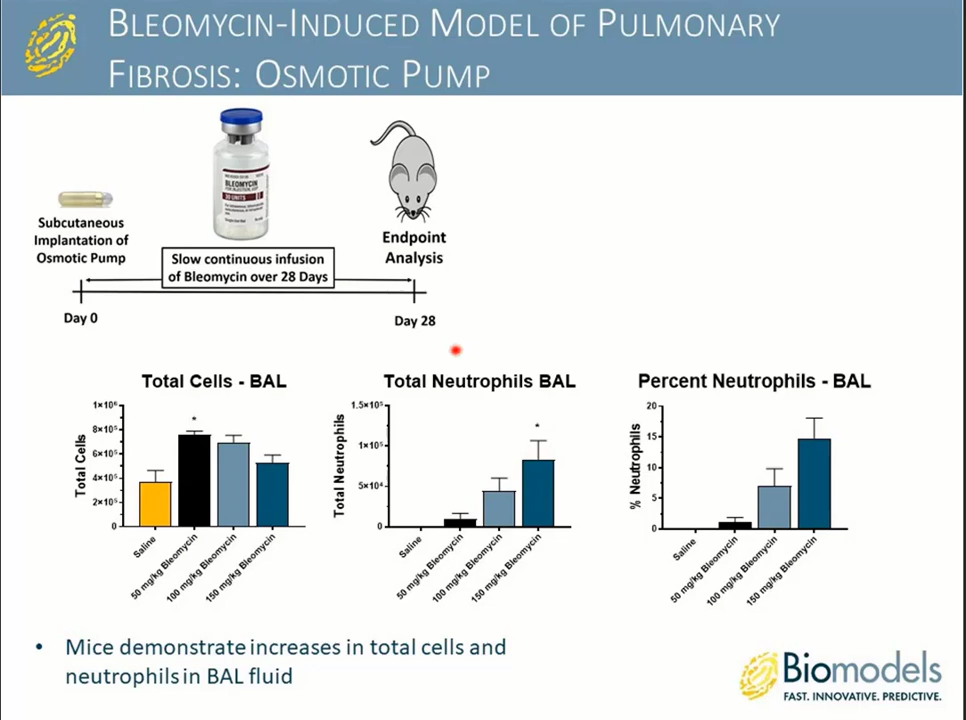 BLEOMYCIN-INDUCED MODEL OF PULMONARY
FIBROSIS: OSMOTIC PUMP
BLEOMYCIN
Subcutaneous
Implantation of
Osmotic Pump
Slow continuous infusion
of Bleomycin over 28 Days
Endpoint
Analysis
Day 0
Day 28
Total Cells - BAL
Total Cells
1×10⁶
8×10⁵
6×10⁵
4×10⁵
2×10⁵
0
*
Saline
50 mg/kg Bleomycin
100 mg/kg Bleomycin
150 mg/kg Bleomycin
Total Neutrophils BAL
Total Neutrophils
1.5×10⁵
1×10⁵
5×10⁴
0
*
Saline
50 mg/kg Bleomycin
100 mg/kg Bleomycin
150 mg/kg Bleomycin
Percent Neutrophils - BAL
% Neutrophils
20
15
10
5
0
Saline
50 mg/kg Bleomycin
100 mg/kg Bleomycin
150 mg/kg Bleomycin
• Mice demonstrate increases in total cells and
neutrophils in BAL fluid
Biomodels
FAST. INNOVATIVE. PREDICTIVE.